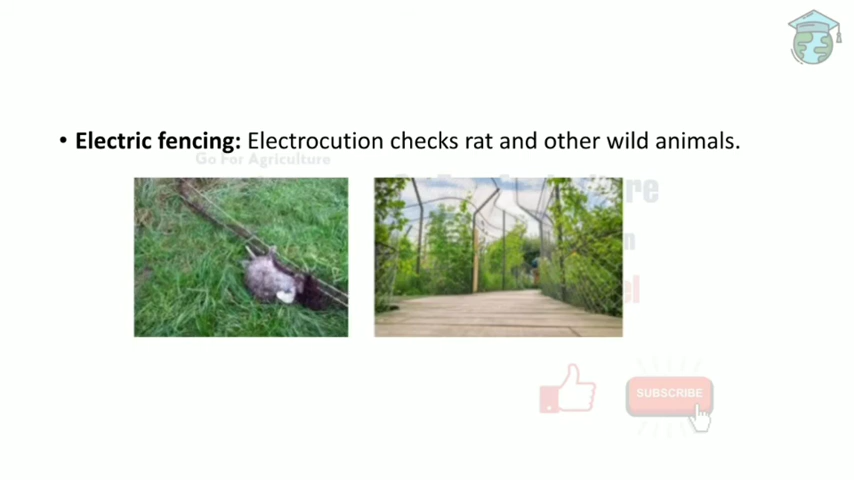 • Electric fencing: Electrocution checks rat and other wild animals.
Go For Agriculture
SUBSCRIBE